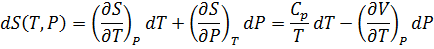 dS(T, P) = (∂S/∂T)_P dT + (∂S/∂P)_T dP = C_p/T dT − (∂V/∂T)_P dP